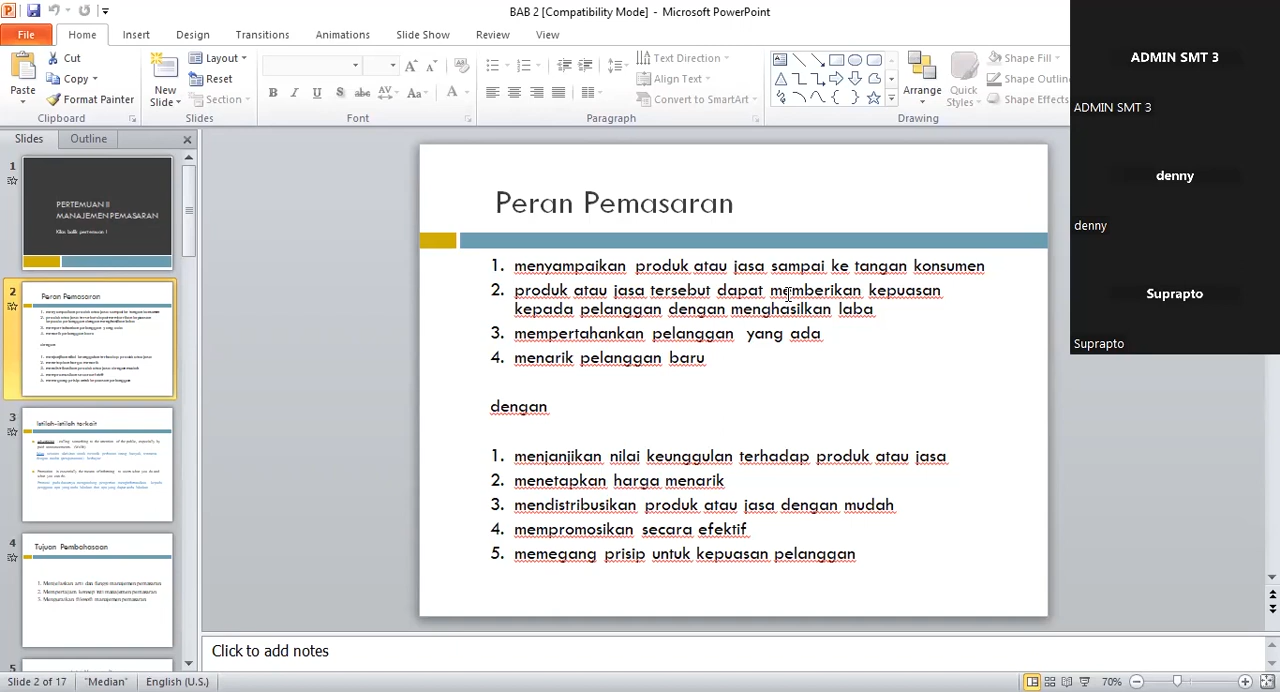 BAB 2 [Compatibility Mode] - Microsoft PowerPoint
File Home Insert Design Transitions Animations Slide Show Review View
Paste
Cut
Copy
Format Painter
Clipboard
New Slide
Layout
Reset
Section
Slides
Font
Text Direction
Align Text
Convert to SmartArt
Paragraph
Arrange
Quick Styles
Shape Fill
Shape Outlin
Shape Effects
Drawing
ADMIN SMT 3
ADMIN SMT 3
denny
denny
Suprapto
Suprapto
Slides Outline
1
PERTEMUAN II
MANAJEMEN PEMASARAN
2
Peran Pemasaran
3
Istilah-istilah terkait
4
Tujuan Pembahasan
5
Peran Pemasaran
1. menyampaikan produk atau jasa sampai ke tangan konsumen
2. produk atau jasa tersebut dapat memberikan kepuasan
kepada pelanggan dengan menghasilkan laba
3. mempertahankan pelanggan yang ada
4. menarik pelanggan baru
dengan
1. menjanjikan nilai keunggulan terhadap produk atau jasa
2. menetapkan harga menarik
3. mendistribusikan produk atau jasa dengan mudah
4. mempromosikan secara efektif
5. memegang prisip untuk kepuasan pelanggan
Click to add notes
Slide 2 of 17 "Median" English (U.S.) 70%